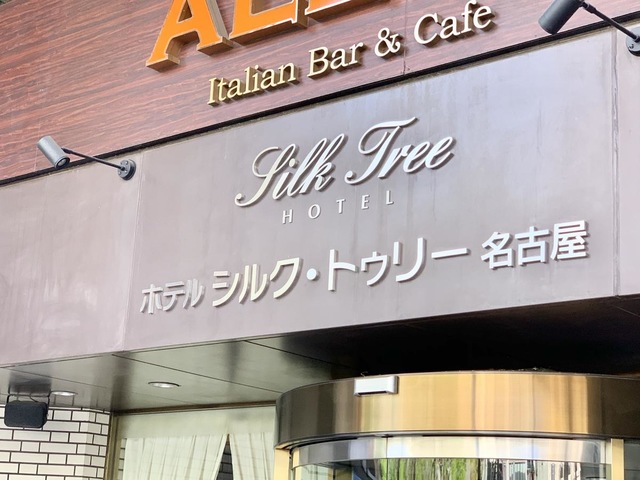 Italian Bar & Cafe
Silk Tree
HOTEL
ホテル シルク・トゥリー 名古屋